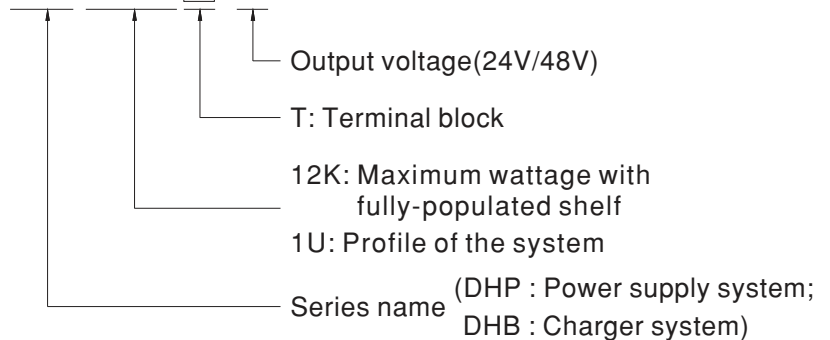 Output voltage(24V/48V)
T: Terminal block
12K: Maximum wattage with
fully-populated shelf
1U: Profile of the system
Series name (DHP : Power supply system;
DHB : Charger system)